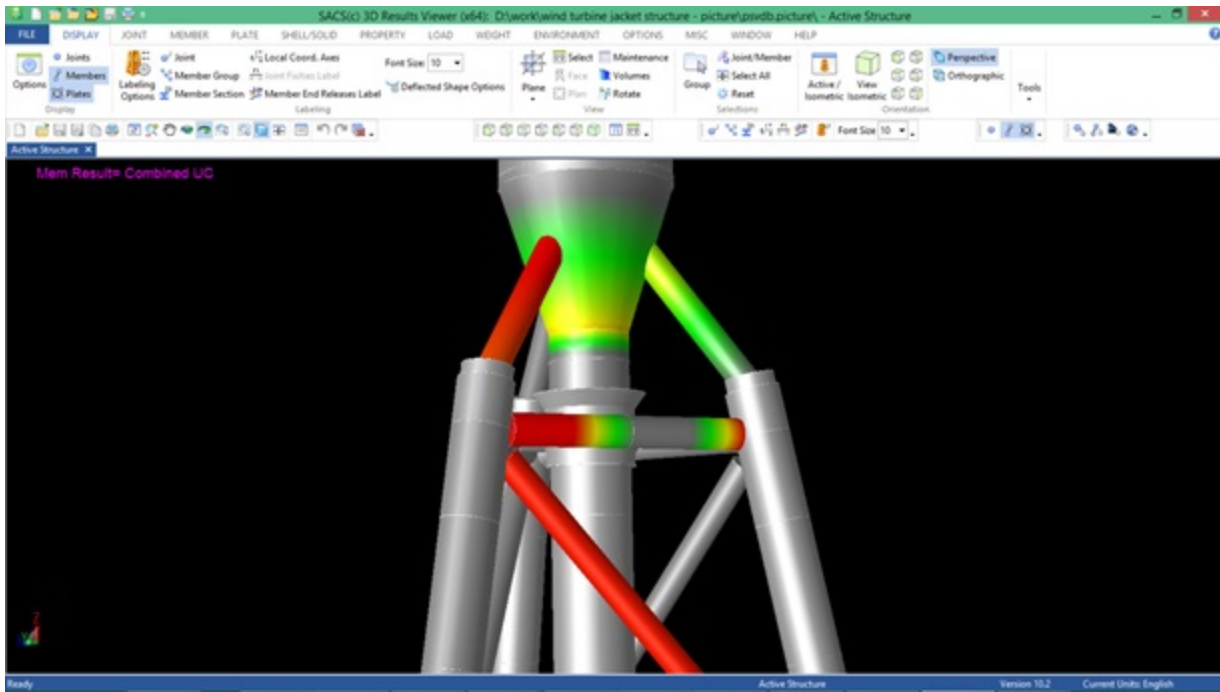 SACS(c) 3D Results Viewer (x64): D:\work\wind turbine jacket structure - picture\psvdb.picture\ - Active Structure
FILE DISPLAY JOINT MEMBER PLATE SHELL/SOLID PROPERTY LOAD WEIGHT ENVIRONMENT OPTIONS MISC WINDOW HELP
Options
Joints
Members
Plates
Display
Labeling Options
Joint
Member Group
Member Section
Local Coord. Axes
Joint Fixities Label
Member End Releases Label
Font Size 10
Deflected Shape Options
Labeling
Plane
Select
Face
Plan
Maintenance
Volumes
Rotate
View
Group
Joint/Member
Select All
Reset
Selections
Active / Isometric
View Isometric
Perspective
Orthographic
Orientation
Tools
Font Size 10
Active Structure X
Mem Result= Combined UC
Z
Ready Active Structure Version 10.2 Current Units: English